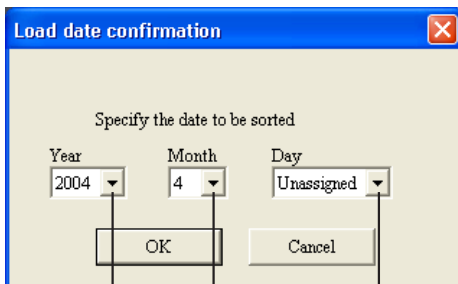 Load date confirmation
Specify the date to be sorted
Year Month Day
2004 4 Unassigned
OK Cancel